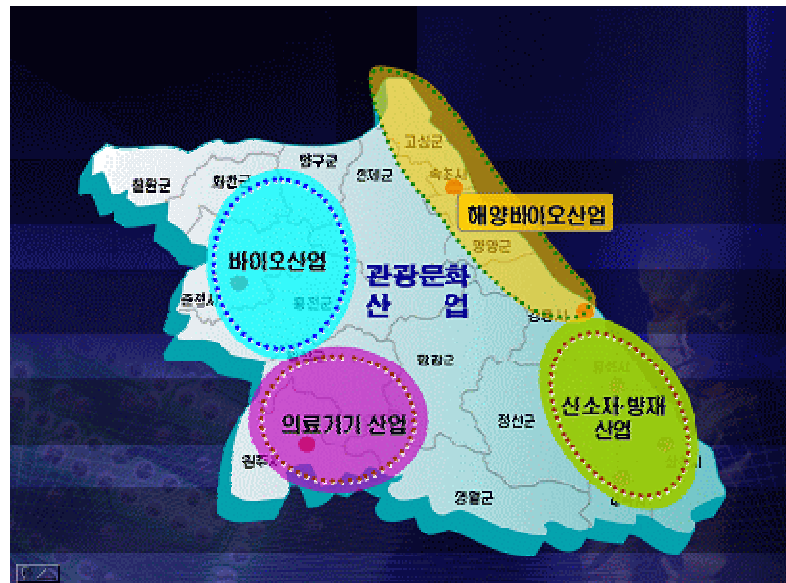 고성군
양구군
속초시
인제군
화천군
철원군
해양바이오산업
양양군
바이오산업
관광문화
산 업
춘천시
홍천군
강릉시
횡성군
신소재·방재
산업
의료기기 산업
정선군
원주시
영월군